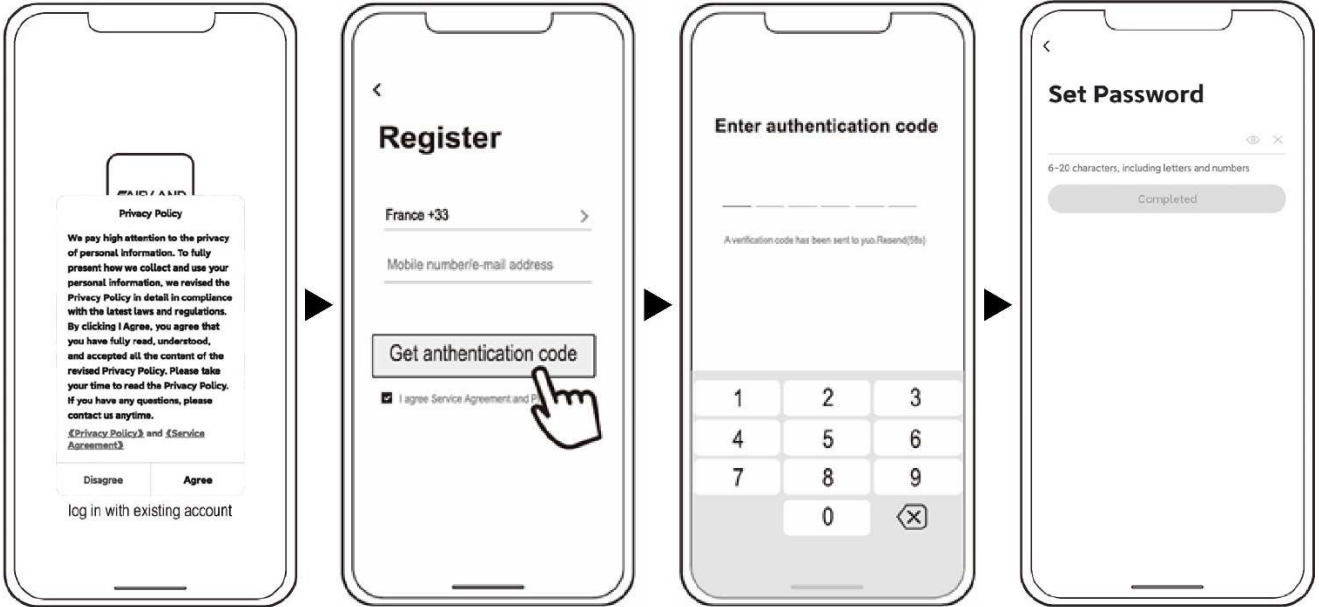 Privacy Policy
We pay high attention to the privacy
of personal information. To fully
present how we collect and use your
personal information, we revised the
Privacy Policy in detail in compliance
with the latest laws and regulations.
By clicking I Agree, you agree that
you have fully read, understood,
and accepted all the content of the
revised Privacy Policy. Please take
your time to read the Privacy Policy.
If you have any questions, please
contact us anytime.
《Privacy Policy》 and 《Service
Agreement》
Disagree Agree
log in with existing account
Register
France +33
Mobile number/e-mail address
Get anthentication code
I agree Service Agreement and
Enter authentication code
A verification code has been sent to yuo.Resend(58s)
1 2 3
4 5 6
7 8 9
0
Set Password
6-20 characters, including letters and numbers
Completed